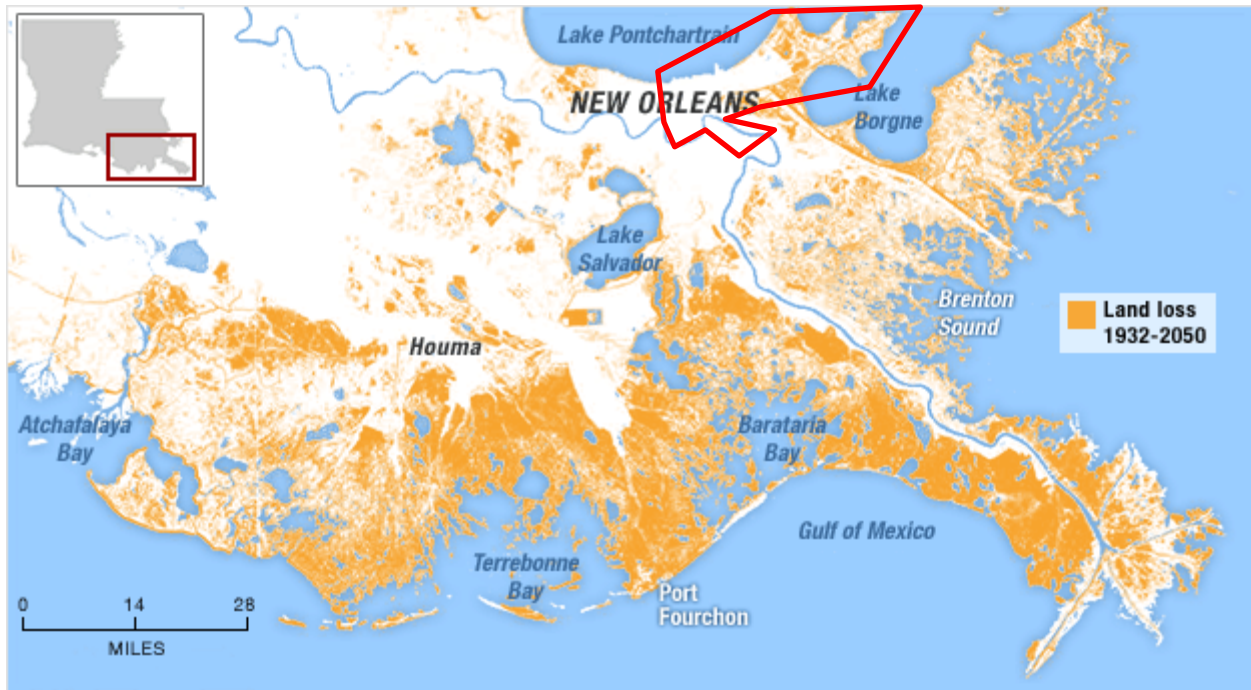 Lake Pontchartrain
NEW ORLEANS
Lake
Borgne
Lake
Salvador
Brenton
Sound
Land loss
1932-2050
Houma
Atchafalaya
Bay
Barataria
Bay
Gulf of Mexico
Terrebonne
Bay
Port
Fourchon
0 14 28
MILES